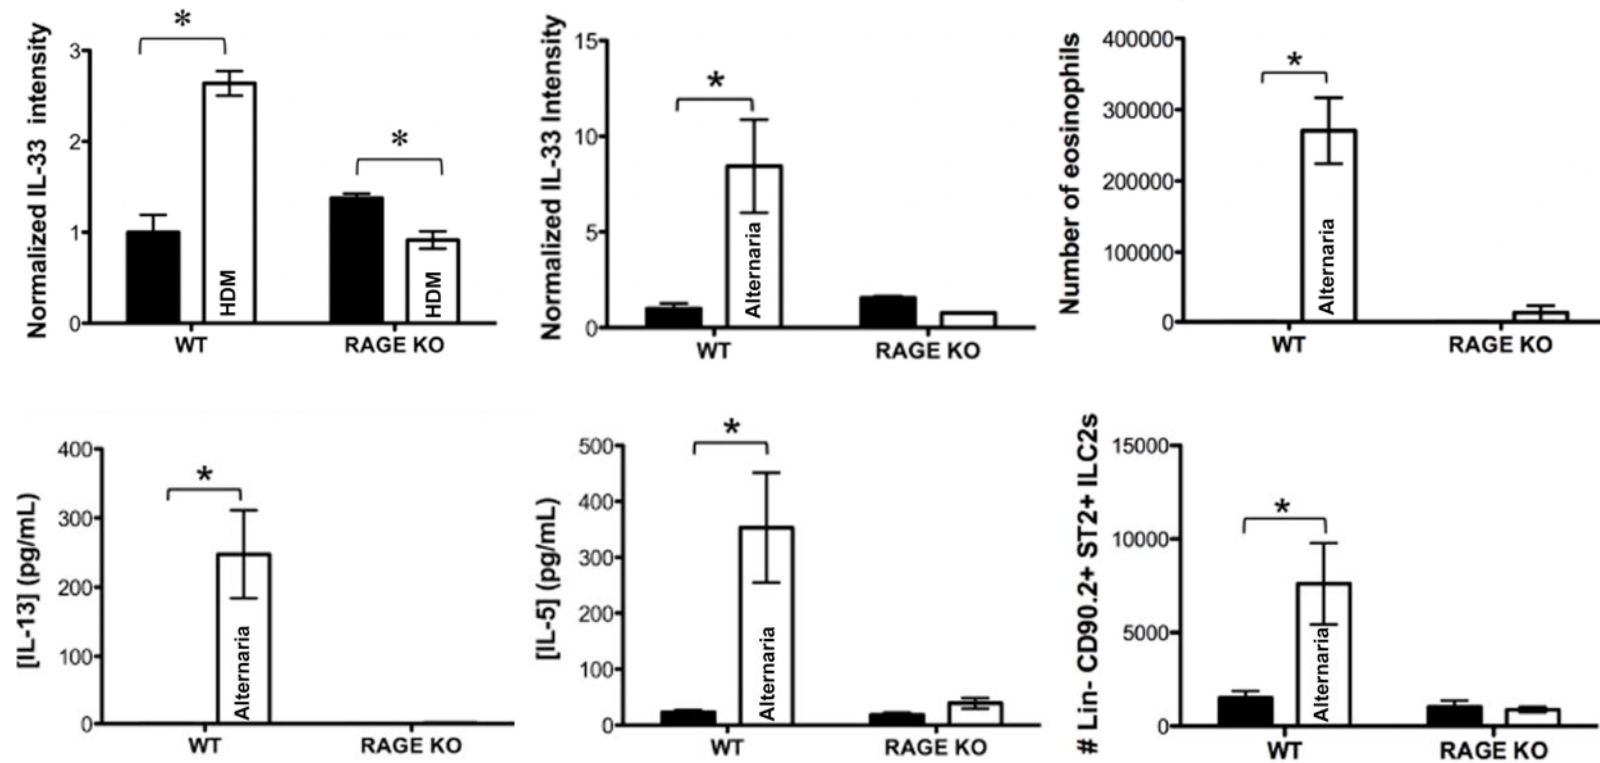 Normalized IL-33 intensity
3
2
1
0
*
*
HDM
HDM
WT
RAGE KO
Normalized IL-33 Intensity
15
10
5
0
*
Alternaria
WT
RAGE KO
Number of eosinophils
400000
300000
200000
100000
0
*
Alternaria
WT
RAGE KO
[IL-13] (pg/mL)
400
300
200
100
0
*
Alternaria
WT
RAGE KO
[IL-5] (pg/mL)
500
400
300
200
100
0
*
Alternaria
WT
RAGE KO
# Lin- CD90.2+ ST2+ ILC2s
15000
10000
5000
0
*
Alternaria
WT
RAGE KO